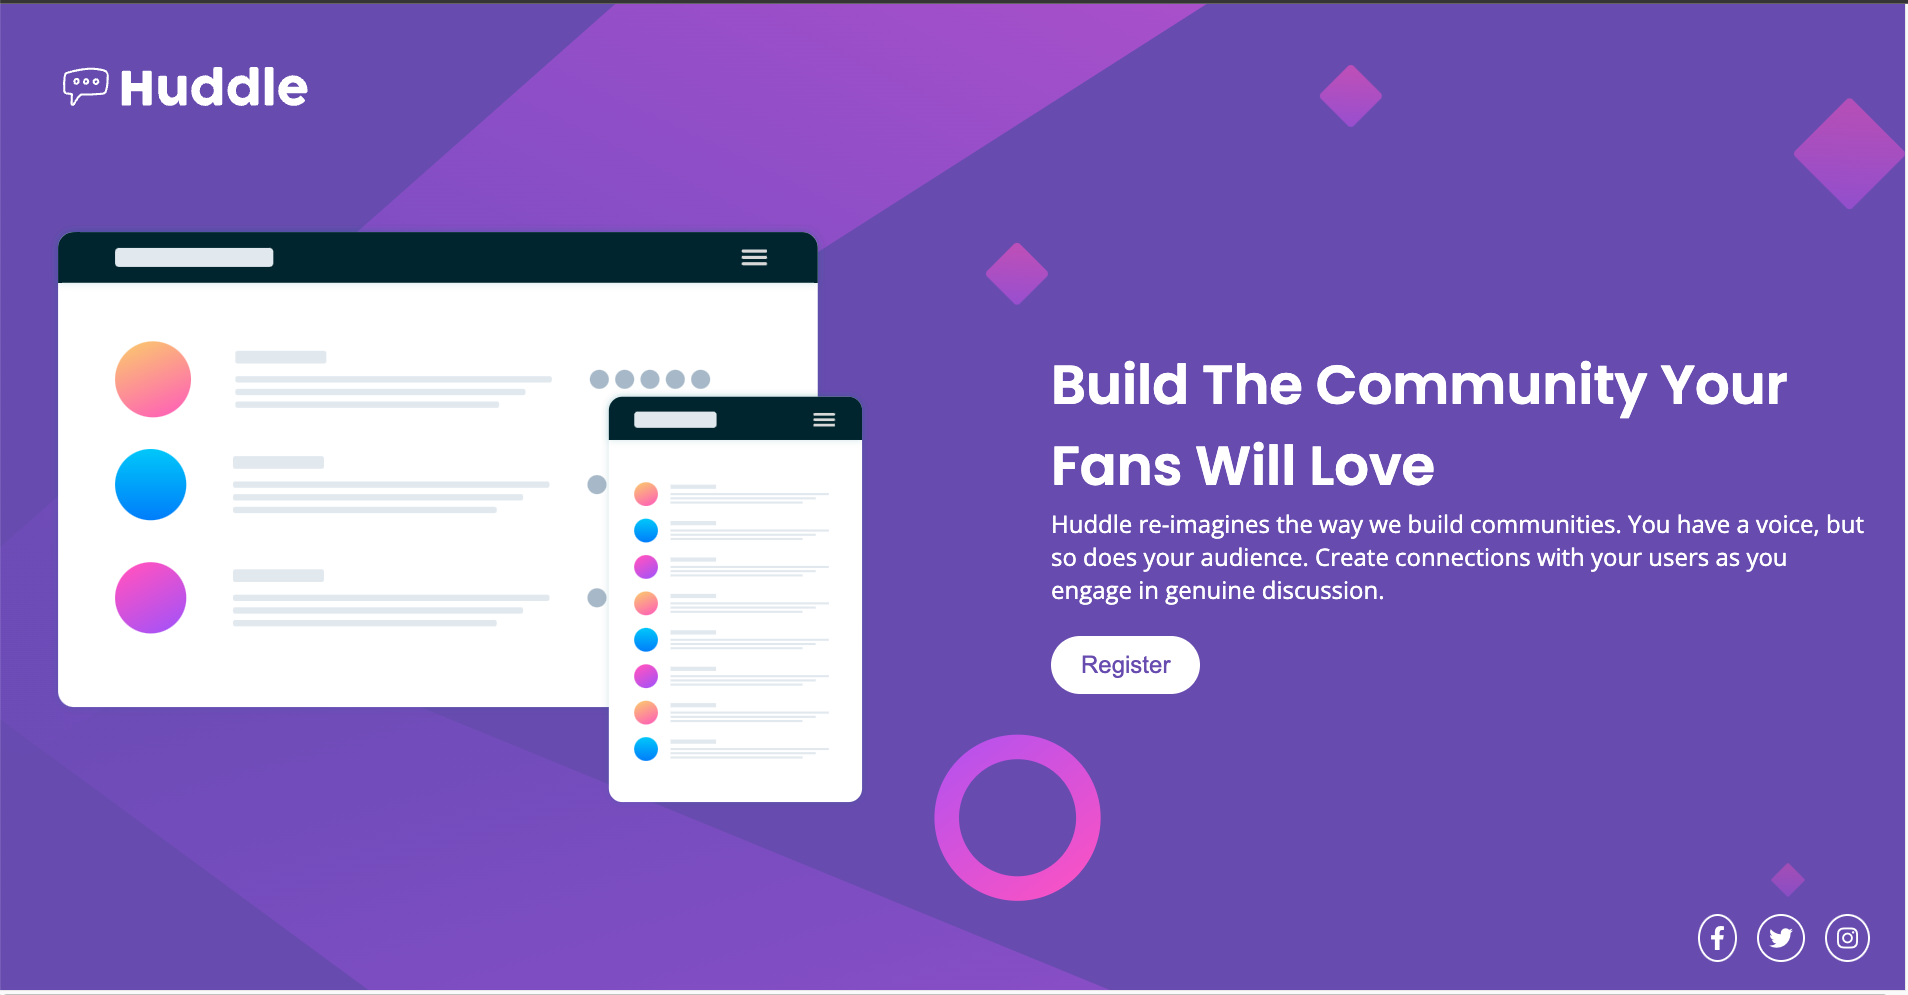 Huddle
Build The Community Your
Fans Will Love
Huddle re-imagines the way we build communities. You have a voice, but
so does your audience. Create connections with your users as you
engage in genuine discussion.
Register